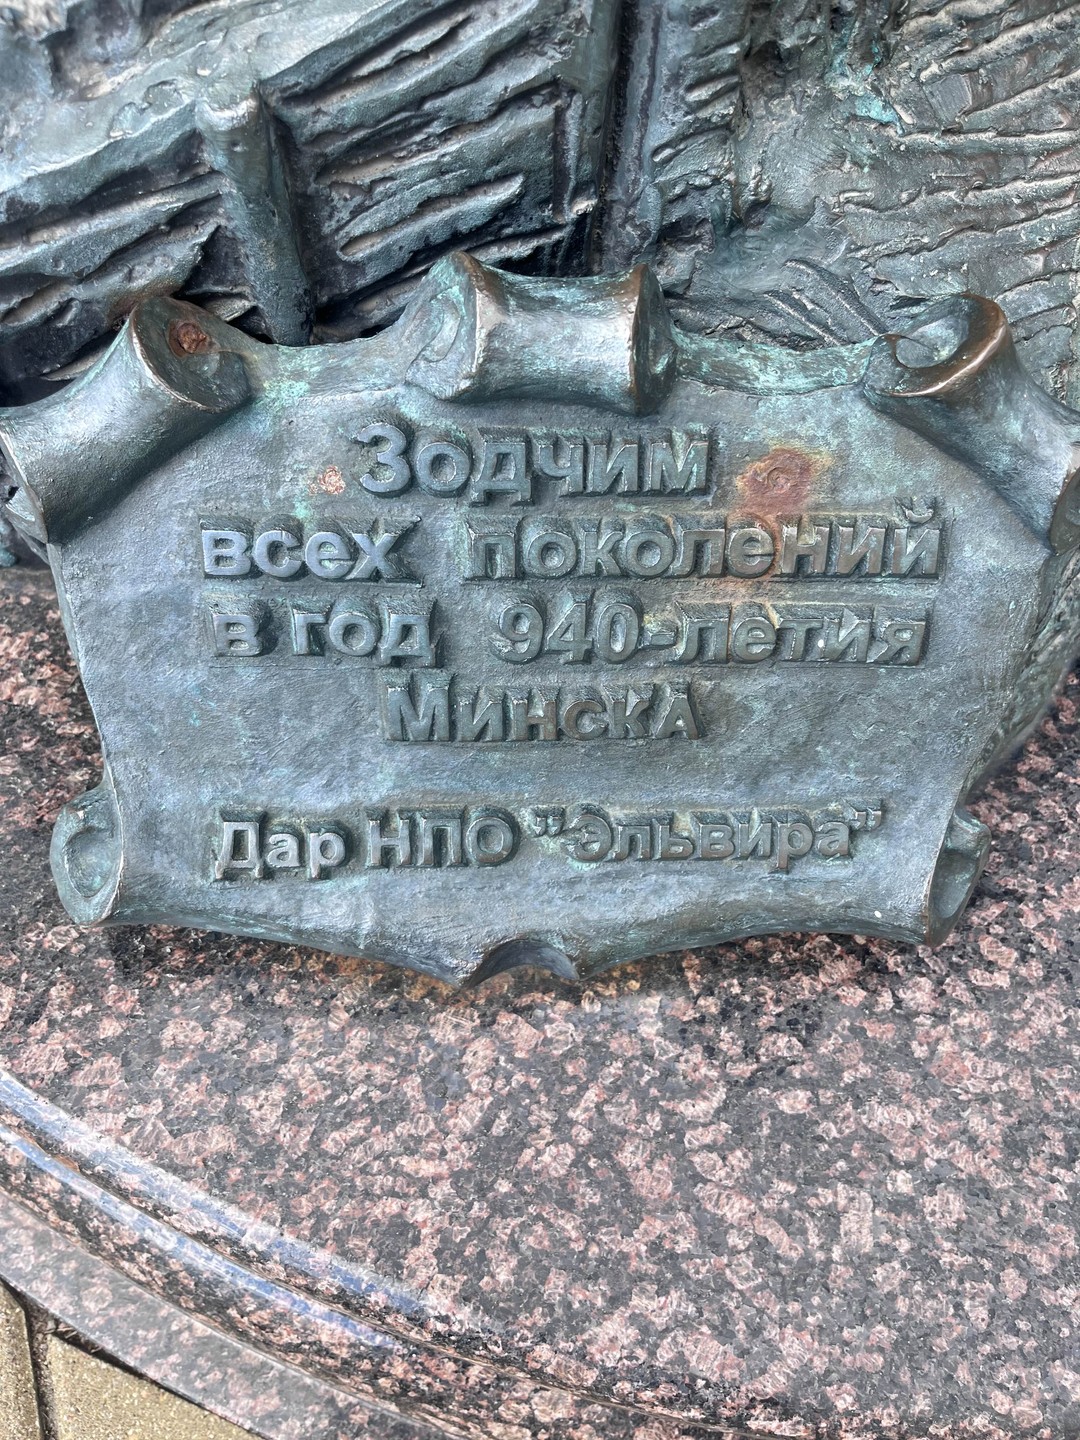 Зодчим
всех поколений
в год 940-летия
Минска
Дар НПО "Эльвира"